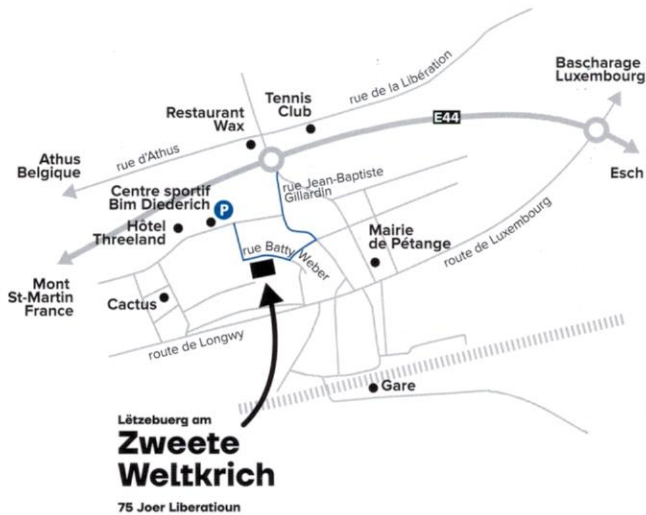 Bascharage
Luxembourg
rue de la Libération
Tennis
Club
Restaurant
Wax
E44
rue d'Athus
Athus
Belgique
Esch
rue Jean-Baptiste
Gillardin
Centre sportif
Bim Diederich
P
Hôtel
Threeland
Mairie
de Pétange
route de Luxembourg
rue Batty Weber
Mont
St-Martin
France
Cactus
route de Longwy
Gare
Lëtzebuerg am
Zweete
Weltkrich
75 Joer Liberatioun